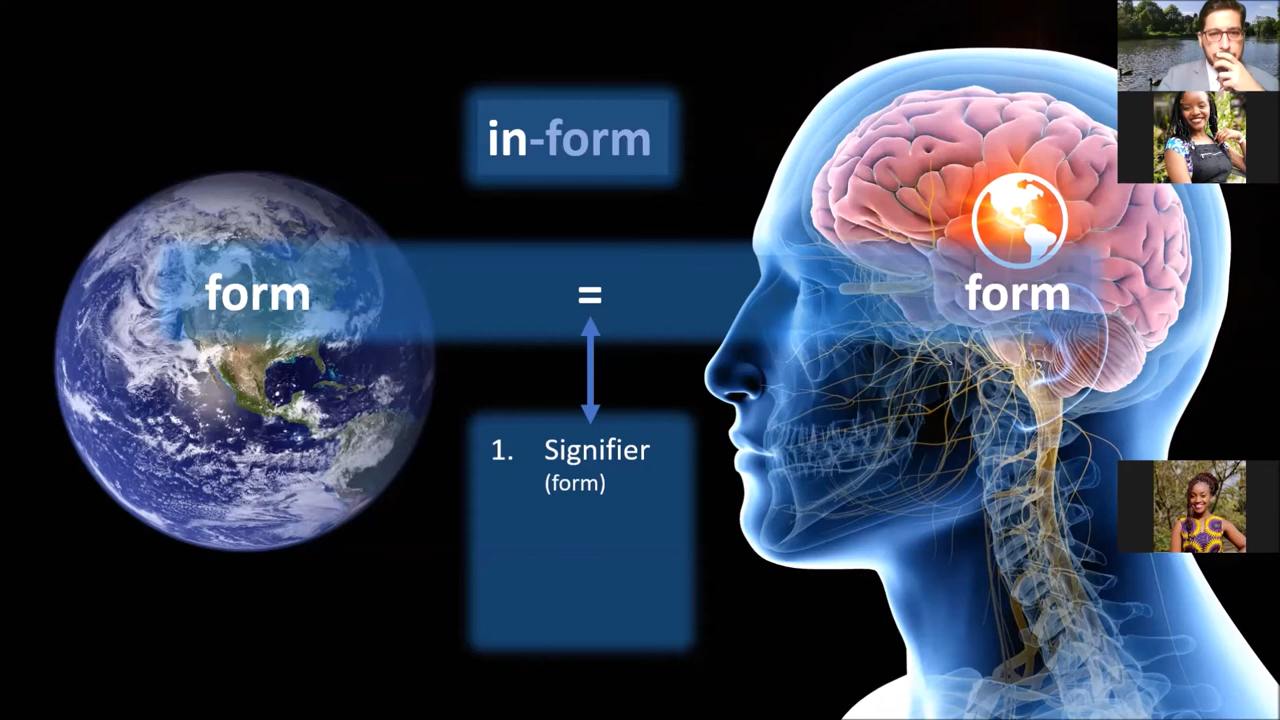 in-form
form = form
1. Signifier
(form)